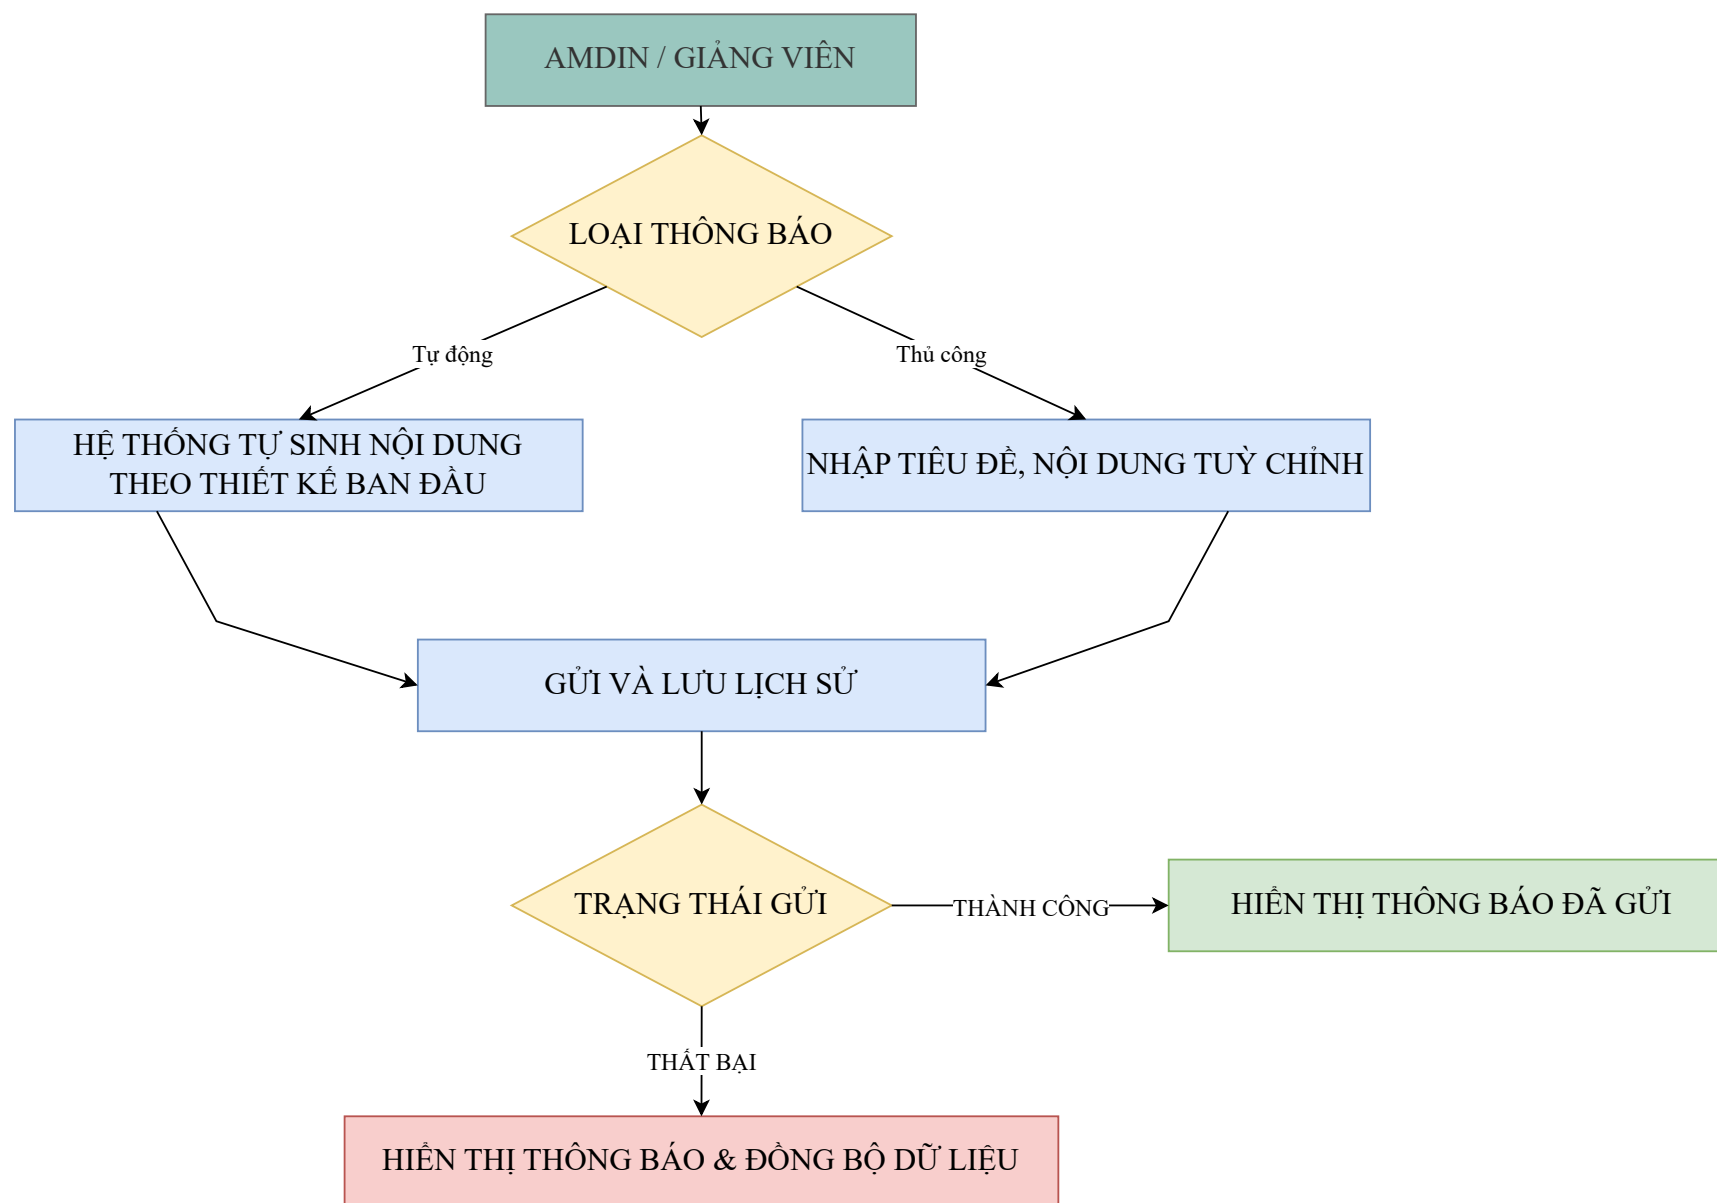 AMDIN / GIẢNG VIÊN
LOẠI THÔNG BÁO
Tự động
Thủ công
HỆ THỐNG TỰ SINH NỘI DUNG
THEO THIẾT KẾ BAN ĐẦU
NHẬP TIÊU ĐỀ, NỘI DUNG TUỲ CHỈNH
GỬI VÀ LƯU LỊCH SỬ
TRẠNG THÁI GỬI
THÀNH CÔNG
HIỂN THỊ THÔNG BÁO ĐÃ GỬI
THẤT BẠI
HIỂN THỊ THÔNG BÁO & ĐỒNG BỘ DỮ LIỆU